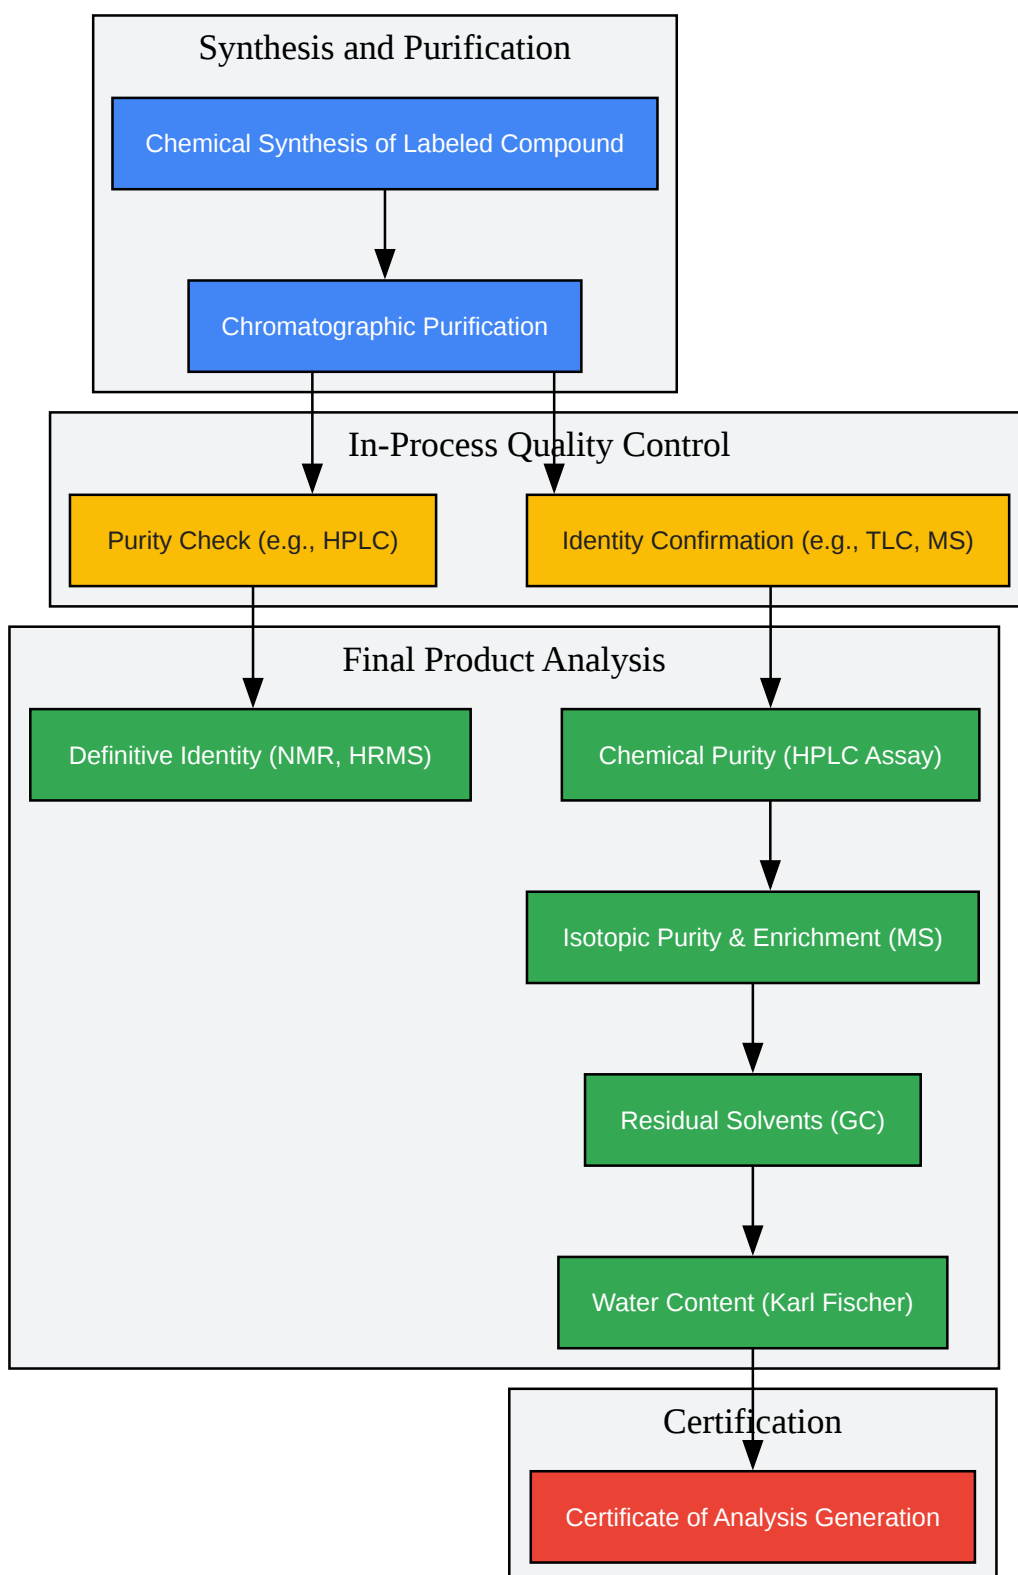 Synthesis and Purification
Chemical Synthesis of Labeled Compound
Chromatographic Purification
In-Process Quality Control
Purity Check (e.g., HPLC)
Identity Confirmation (e.g., TLC, MS)
Final Product Analysis
Definitive Identity (NMR, HRMS)
Chemical Purity (HPLC Assay)
Isotopic Purity & Enrichment (MS)
Residual Solvents (GC)
Water Content (Karl Fischer)
Certification
Certificate of Analysis Generation